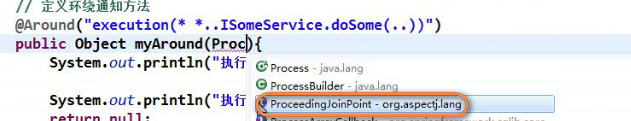 // 定义环绕通知方法
@Around("execution(* *..ISomeService.doSome(..))")
public Object myAround(Proc){
System.out.println("执行
Process - java.lang
ProcessBuilder - java.lang
System.out.println("执行
ProceedingJoinPoint - org.aspectj.lang
return null;